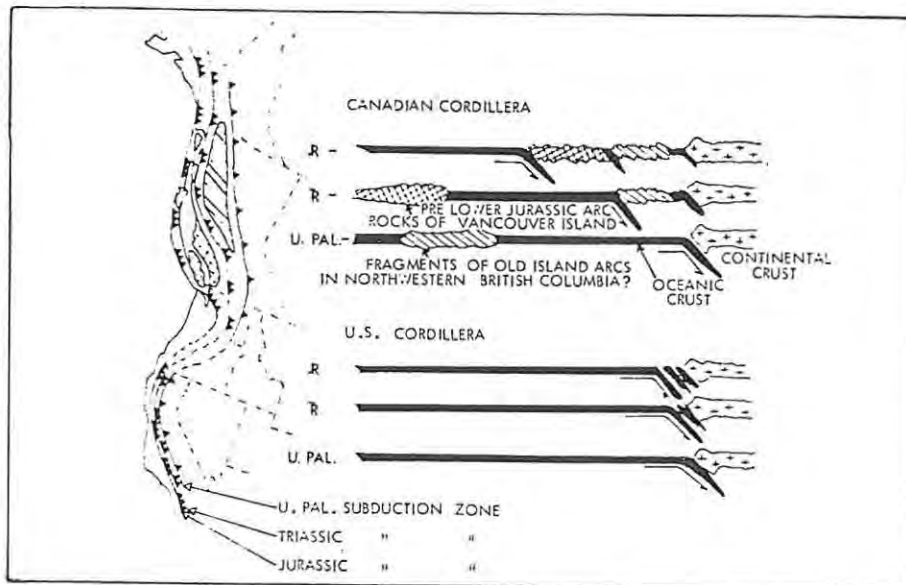 CANADIAN CORDILLERA
R -
R -
PRE LOWER JURASSIC ARC
ROCKS OF VANCOUVER ISLAND
U. PAL.-
FRAGMENTS OF OLD ISLAND ARCS
IN NORTHWESTERN BRITISH COLUMBIA?
OCEANIC
CRUST
CONTINENTAL
CRUST
U.S. CORDILLERA
R
R
U. PAL.
U. PAL. SUBDUCTION ZONE
TRIASSIC " "
JURASSIC " "